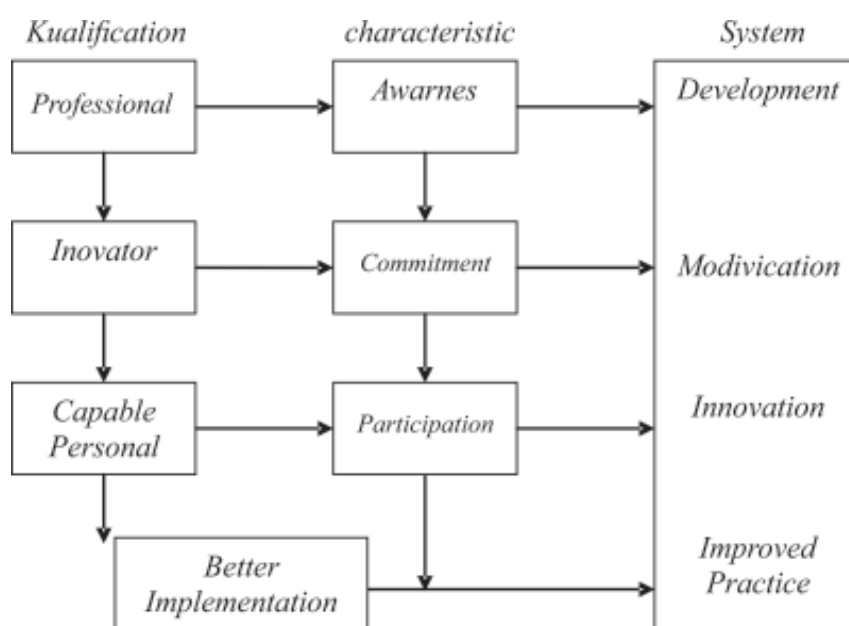 Kualification characteristic System
Professional Awarnes Development
Inovator Commitment Modivication
Capable
Personal Participation Innovation
Better
Implementation
Improved
Practice